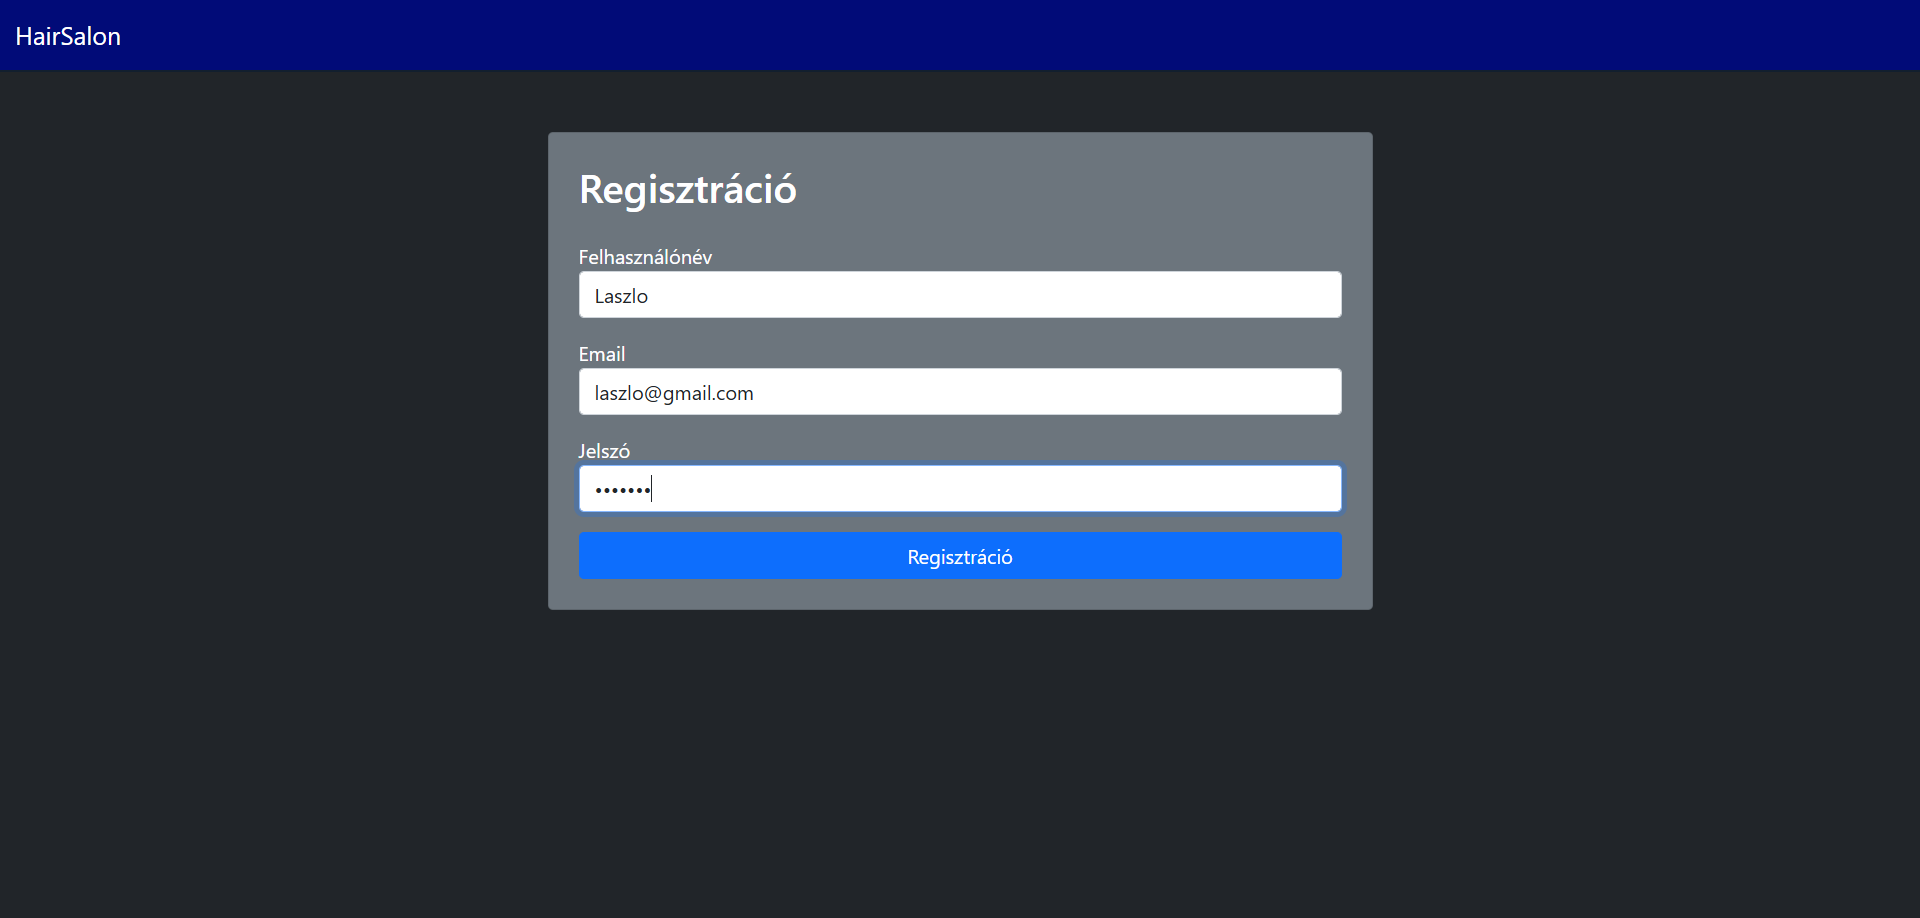 HairSalon
Regisztráció
Felhasználónév
Laszlo
Email
laszlo@gmail.com
Jelszó
•••••••
Regisztráció